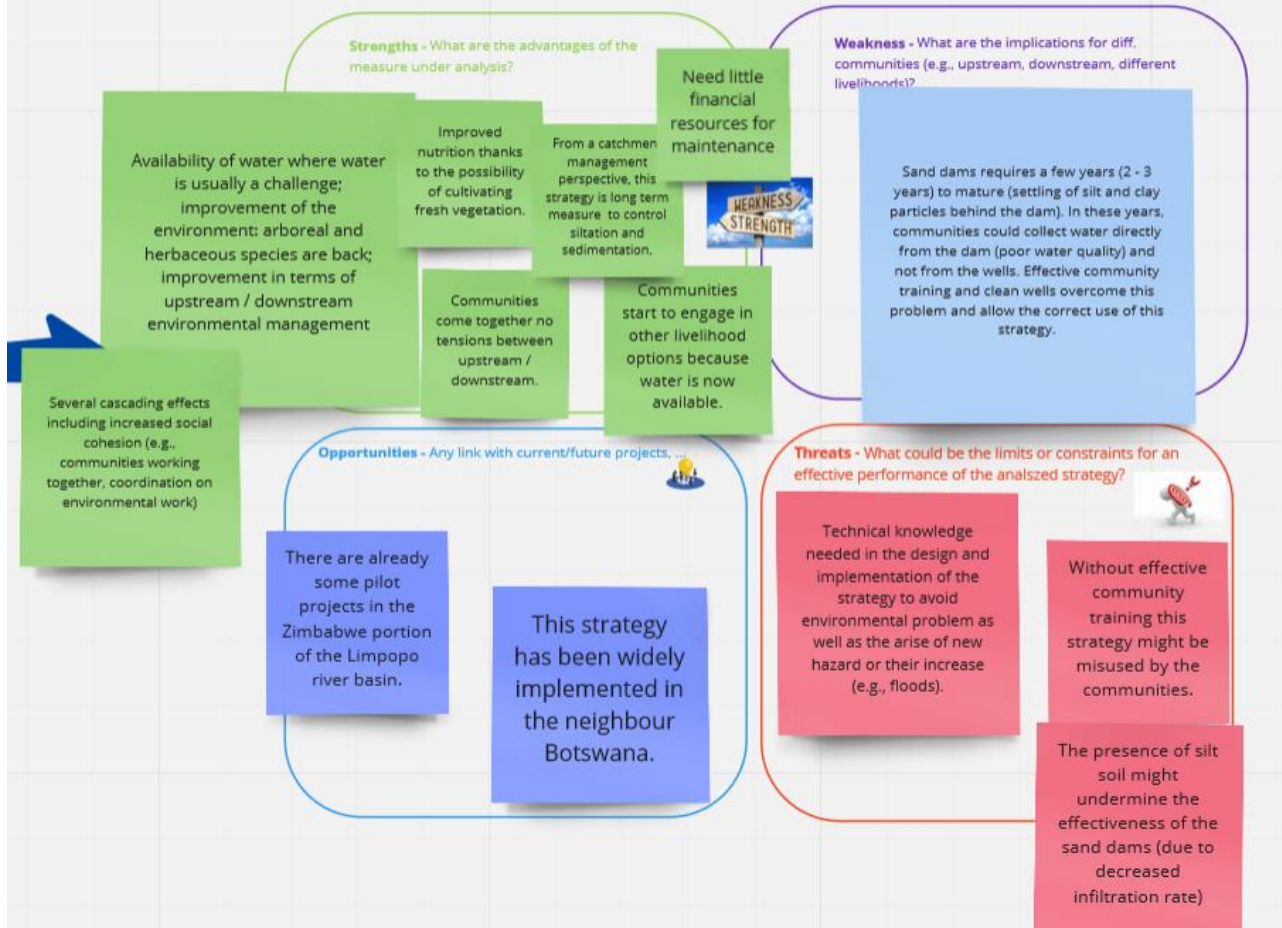 Strengths - What are the advantages of the
measure under analysis?
Need little
financial
resources for
maintenance
Availability of water where water
is usually a challenge;
improvement of the
environment: arboreal and
herbaceous species are back;
improvement in terms of
upstream / downstream
environmental management
Improved
nutrition thanks
to the possibility
of cultivating
fresh vegetation.
From a catchmen
management
perspective, this
strategy is long term
measure to control
siltation and
sedimentation.
WEAKNESS
STRENGTH
Communities
come together no
tensions between
upstream /
downstream.
Communities
start to engage in
other livelihood
options because
water is now
available.
Several cascading effects
including increased social
cohesion (e.g.,
communities working
together, coordination on
environmental work)
Weakness - What are the implications for diff.
communities (e.g., upstream, downstream, different
livelihoods)?
Sand dams requires a few years (2 - 3
years) to mature (settling of silt and clay
particles behind the dam). In these years,
communities could collect water directly
from the dam (poor water quality) and
not from the wells. Effective community
training and clean wells overcome this
problem and allow the correct use of this
strategy.
Opportunities - Any link with current/future projects, ...
There are already
some pilot
projects in the
Zimbabwe portion
of the Limpopo
river basin.
This strategy
has been widely
implemented in
the neighbour
Botswana.
Threats - What could be the limits or constraints for an
effective performance of the analszed strategy?
Technical knowledge
needed in the design and
implementation of the
strategy to avoid
environmental problem as
well as the arise of new
hazard or their increase
(e.g., floods).
Without effective
community
training this
strategy might be
misused by the
communities.
The presence of silt
soil might
undermine the
effectiveness of the
sand dams (due to
decreased
infiltration rate)